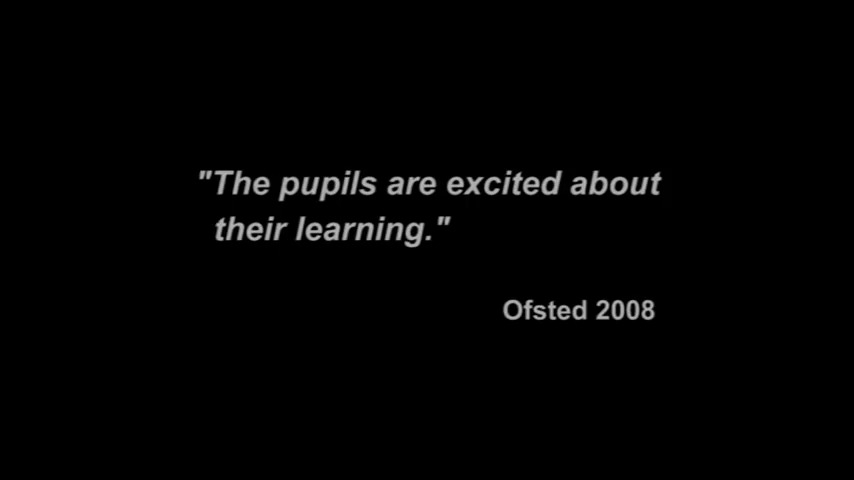 "The pupils are excited about
their learning."
Ofsted 2008